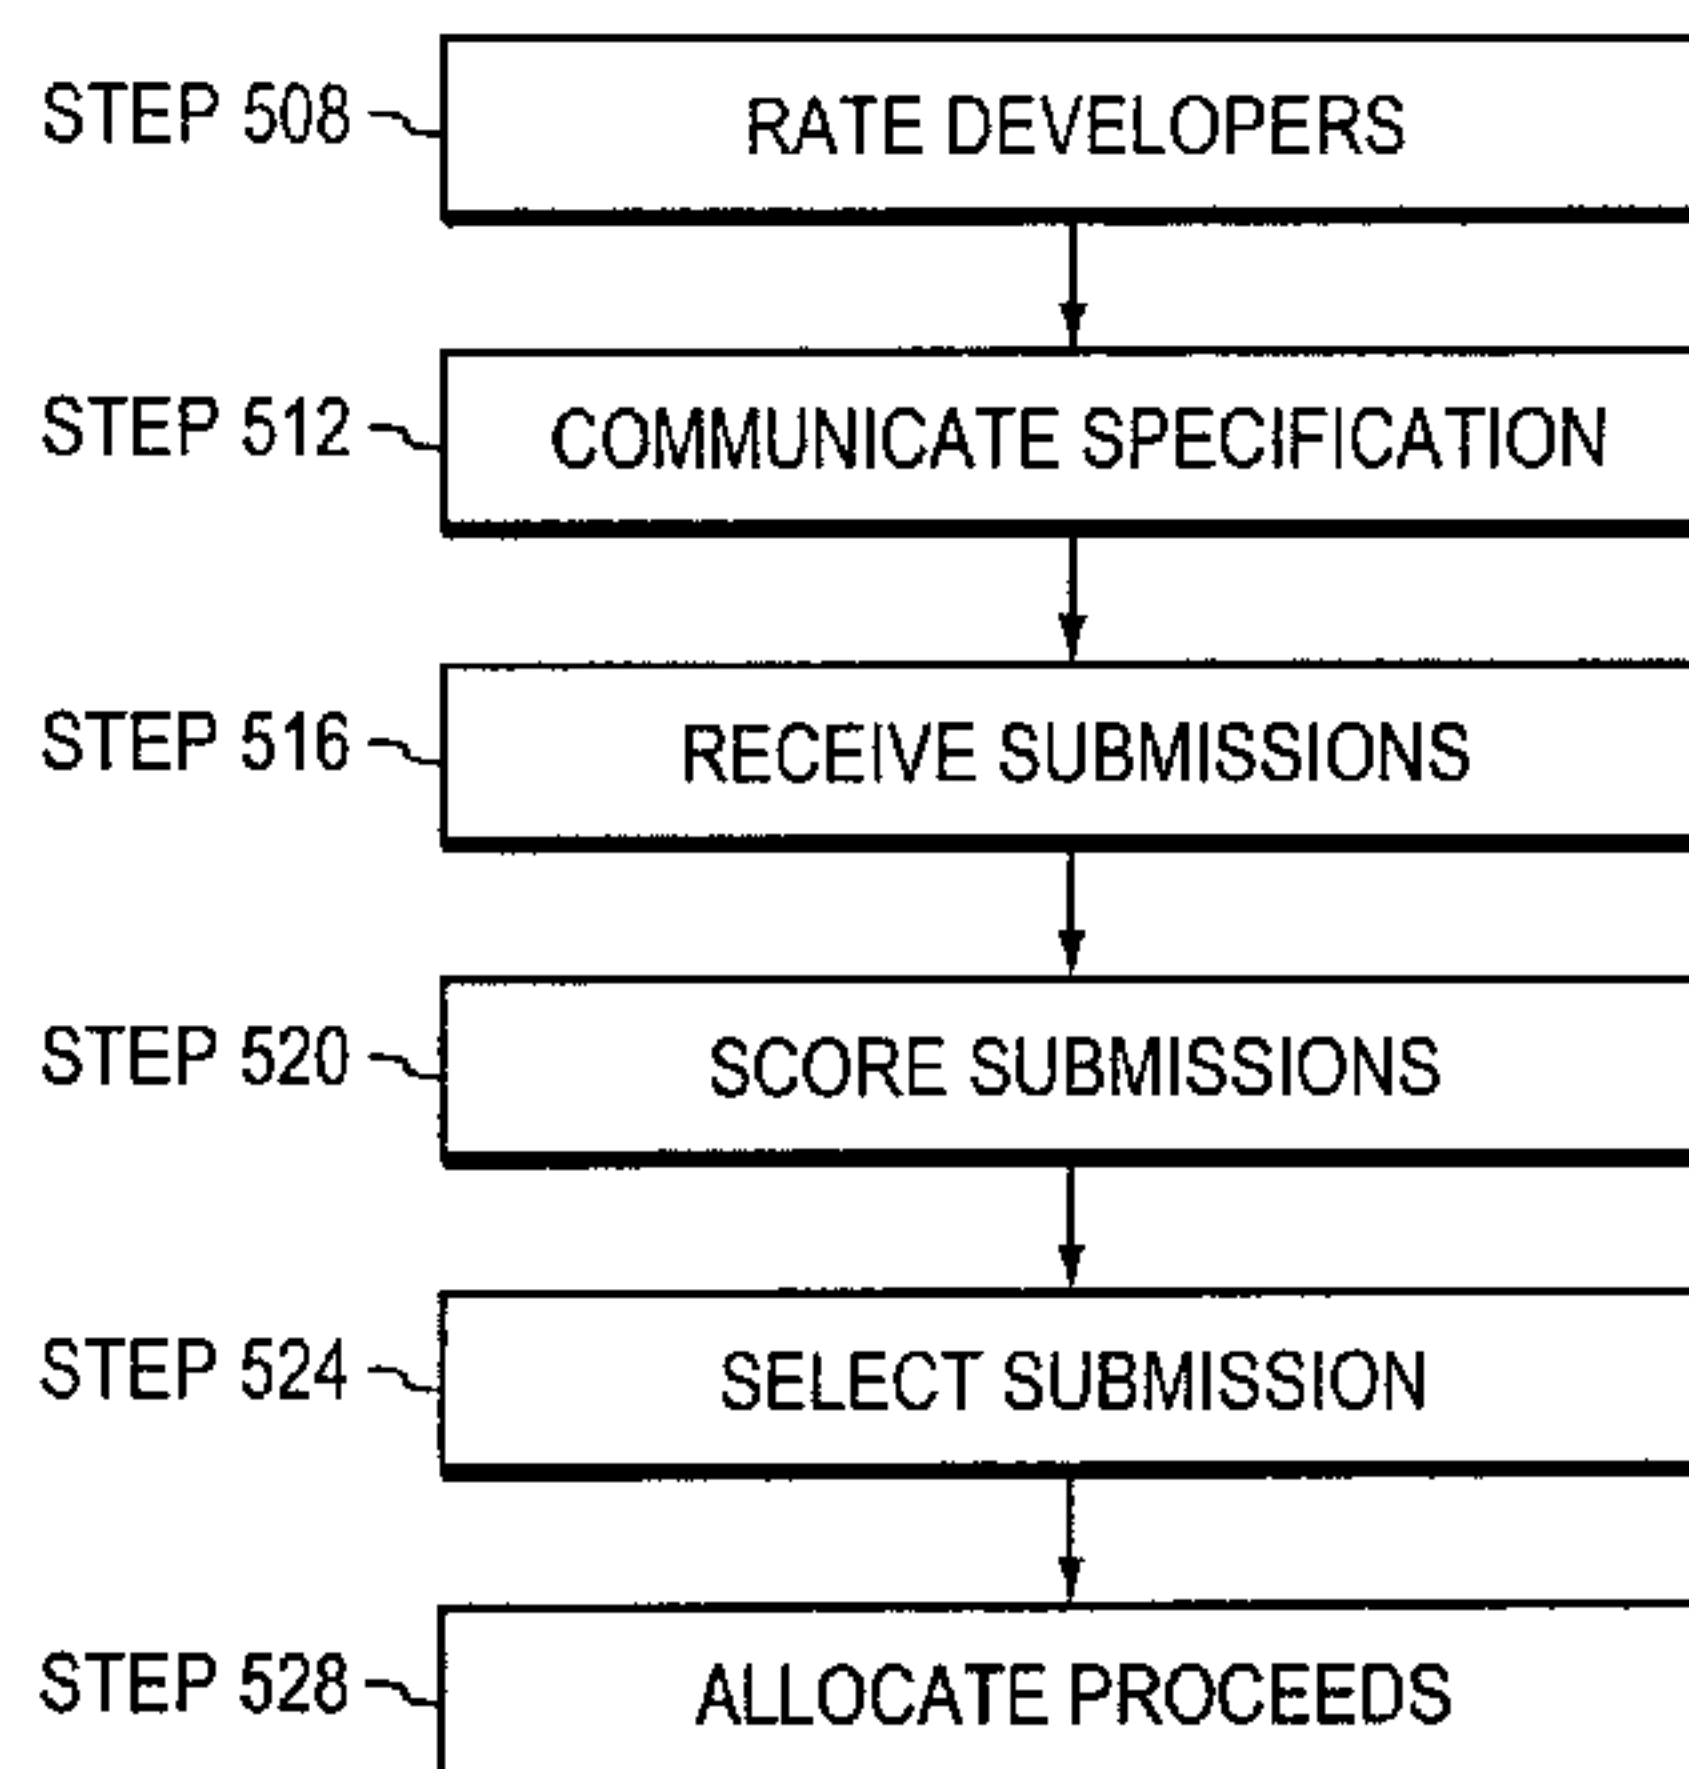 STEP 508 RATE DEVELOPERS
STEP 512 COMMUNICATE SPECIFICATION
STEP 516 RECEIVE SUBMISSIONS
STEP 520 SCORE SUBMISSIONS
STEP 524 SELECT SUBMISSION
STEP 528 ALLOCATE PROCEEDS